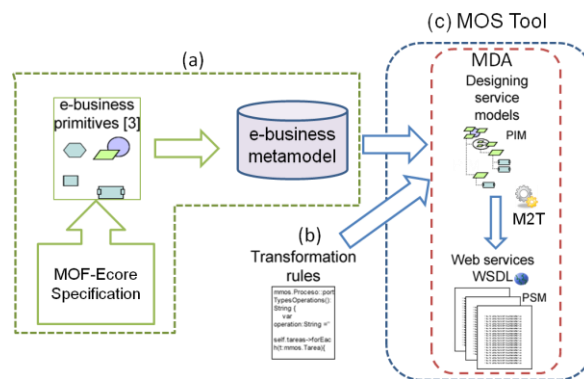 (c) MOS Tool
(a)
MDA
Designing
service
models
PIM
e-business
primitives [3]
e-business
metamodel
M2T
(b)
Transformation
rules
MOF-Ecore
Specification
Web services
WSDL
PSM
mmos.Proceso: port
TypesOperations():
String {
var
operation:String ="
self.tareas->forEac
h(t:mmos.Tarea){